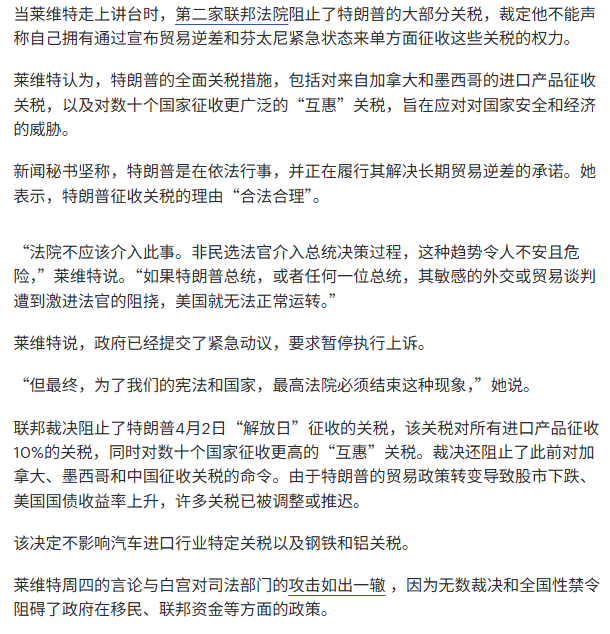 当莱维特走上讲台时，第二家联邦法院阻止了特朗普的大部分关税，裁定他不能声
称自己拥有通过宣布贸易逆差和芬太尼紧急状态来单方面征收这些关税的权力。
莱维特认为，特朗普的全面关税措施，包括对来自加拿大和墨西哥的进口产品征收
关税，以及对数十个国家征收更广泛的“互惠”关税，旨在应对对国家安全和经济
的威胁。
新闻秘书坚称，特朗普是在依法行事，并正在履行其解决长期贸易逆差的承诺。她
表示，特朗普征收关税的理由“合法合理”。
“法院不应该介入此事。非民选法官介入总统决策过程，这种趋势令人不安且危
险，”莱维特说。“如果特朗普总统，或者任何一位总统，其敏感的外交或贸易谈判
遭到激进法官的阻挠，美国就无法正常运转。”
莱维特说，政府已经提交了紧急动议，要求暂停执行上诉。
“但最终，为了我们的宪法和国家，最高法院必须结束这种现象，”她说。
联邦裁决阻止了特朗普4月2日“解放日”征收的关税，该关税对所有进口产品征收
10%的关税，同时对数十个国家征收更高的“互惠”关税。裁决还阻止了此前对加
拿大、墨西哥和中国征收关税的命令。由于特朗普的贸易政策转变导致股市下跌、
美国国债收益率上升，许多关税已被调整或推迟。
该决定不影响汽车进口行业特定关税以及钢铁和铝关税。
莱维特周四的言论与白宫对司法部门的攻击如出一辙 ，因为无数裁决和全国性禁令
阻碍了政府在移民、联邦资金等方面的政策。